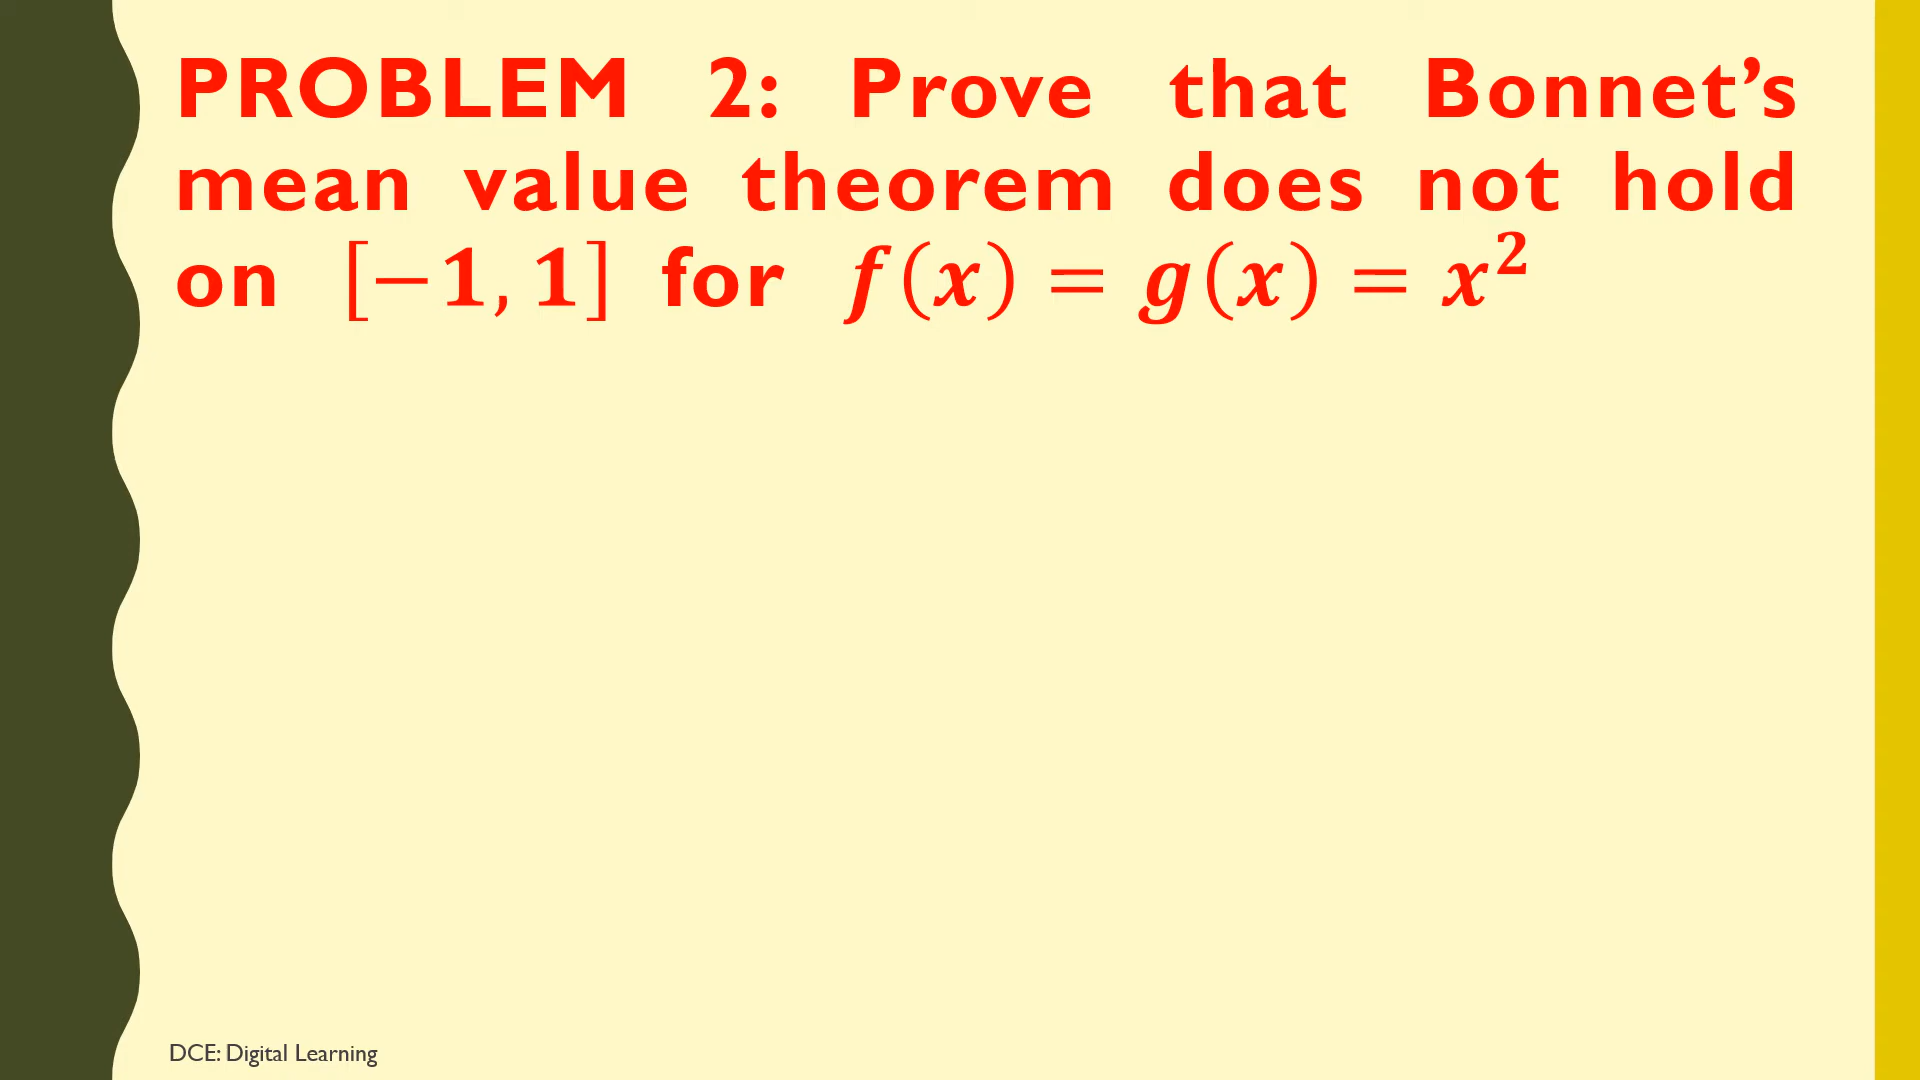 PROBLEM 2: Prove that Bonnet’s
mean value theorem does not hold
on [−1, 1] for f(x) = g(x) = x²
DCE: Digital Learning